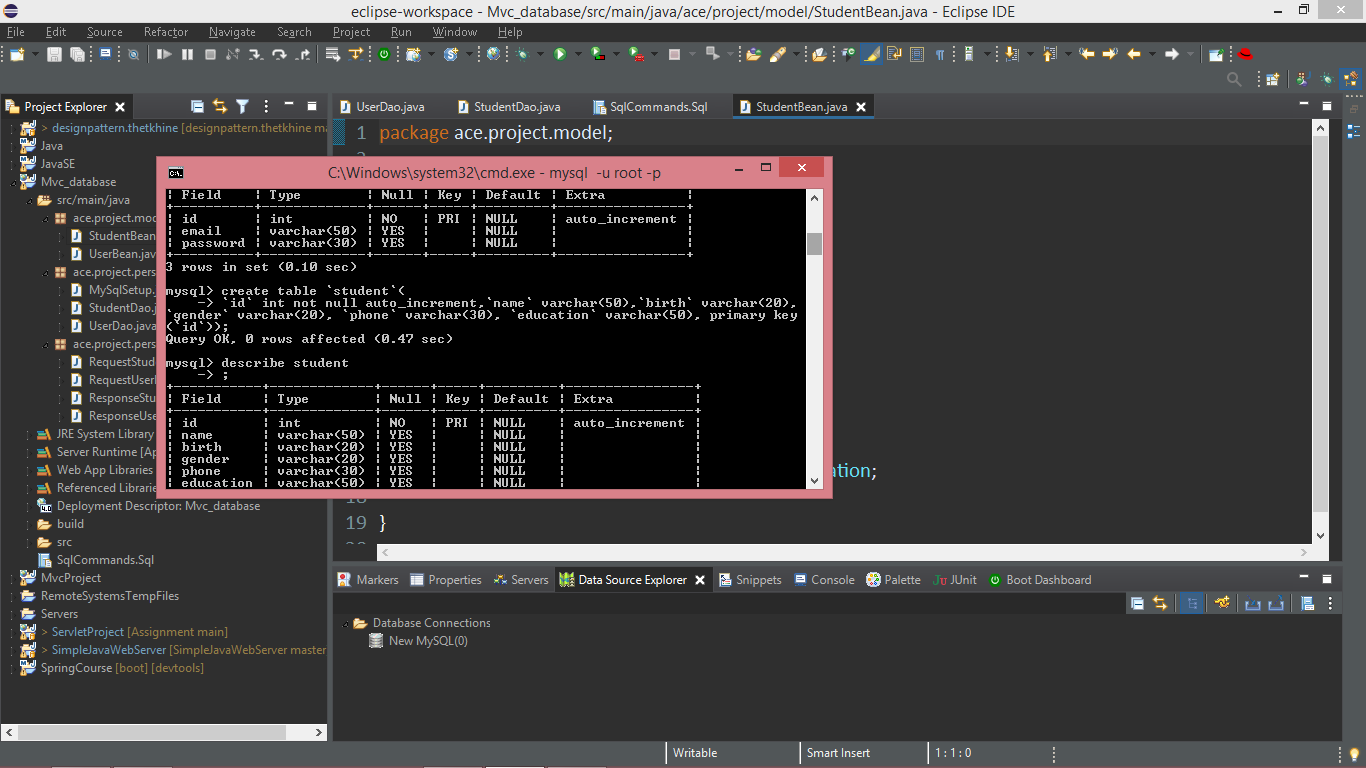 eclipse-workspace - Mvc_database/src/main/java/ace/project/model/StudentBean.java - Eclipse IDE
File Edit Source Refactor Navigate Search Project Run Window Help
Project Explorer
> designpattern.thetkhine [designpattern.thetkhine ma
Java
JavaSE
Mvc_database
src/main/java
ace.project.mod
StudentBean
UserBean.jav
ace.project.pers
MySqlSetup.
StudentDao.j
UserDao.java
ace.project.pers
RequestStud
RequestUserI
ResponseStu
ResponseUse
JRE System Library
Server Runtime [Ap
Web App Libraries
Referenced Librarie
Deployment Descriptor: Mvc_database
build
src
SqlCommands.Sql
MvcProject
RemoteSystemsTempFiles
Servers
> ServletProject [Assignment main]
> SimpleJavaWebServer [SimpleJavaWebServer master
SpringCourse [boot] [devtools]
UserDao.java StudentDao.java SqlCommands.Sql StudentBean.java
1 package ace.project.model;
ation;
19 }
C:\Windows\system32\cmd.exe - mysql -u root -p
| Field | Type | Null | Key | Default | Extra |
| id | int | NO | PRI | NULL | auto_increment |
| email | varchar(50) | YES | | NULL | |
| password | varchar(30) | YES | | NULL | |
3 rows in set (0.10 sec)
mysql> create table `student`(
-> `id` int not null auto_increment,`name` varchar(50),`birth` varchar(20),
`gender` varchar(20), `phone` varchar(30), `education` varchar(50), primary key
(`id`));
Query OK, 0 rows affected (0.47 sec)
mysql> describe student
-> ;
| Field | Type | Null | Key | Default | Extra |
| id | int | NO | PRI | NULL | auto_increment |
| name | varchar(50) | YES | | NULL | |
| birth | varchar(20) | YES | | NULL | |
| gender | varchar(20) | YES | | NULL | |
| phone | varchar(30) | YES | | NULL | |
| education | varchar(50) | YES | | NULL | |
Markers Properties Servers Data Source Explorer Snippets Console Palette JUnit Boot Dashboard
Database Connections
New MySQL(0)
Writable Smart Insert 1 : 1 : 0